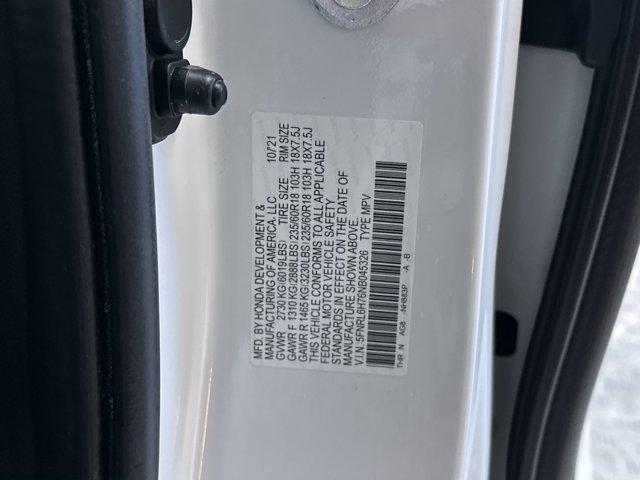 MFD. BY HONDA DEVELOPMENT &
MANUFACTURING OF AMERICA, LLC 10/'21
GVWR 2730 KG(6019LBS) TIRE SIZE RIM SIZE
GAWR F 1310 KG(2888LBS) 235/60R18 103H 18X7.5J
GAWR R 1465 KG(3230LBS) 235/60R18 103H 18X7.5J
THIS VEHICLE CONFORMS TO ALL APPLICABLE
FEDERAL MOTOR VEHICLE SAFETY
STANDARDS IN EFFECT ON THE DATE OF
MANUFACTURE SHOWN ABOVE.
V.I.N.:5FNRL6H76NB045326 TYPE MPV
THR N AG8 -NH883P -A -B